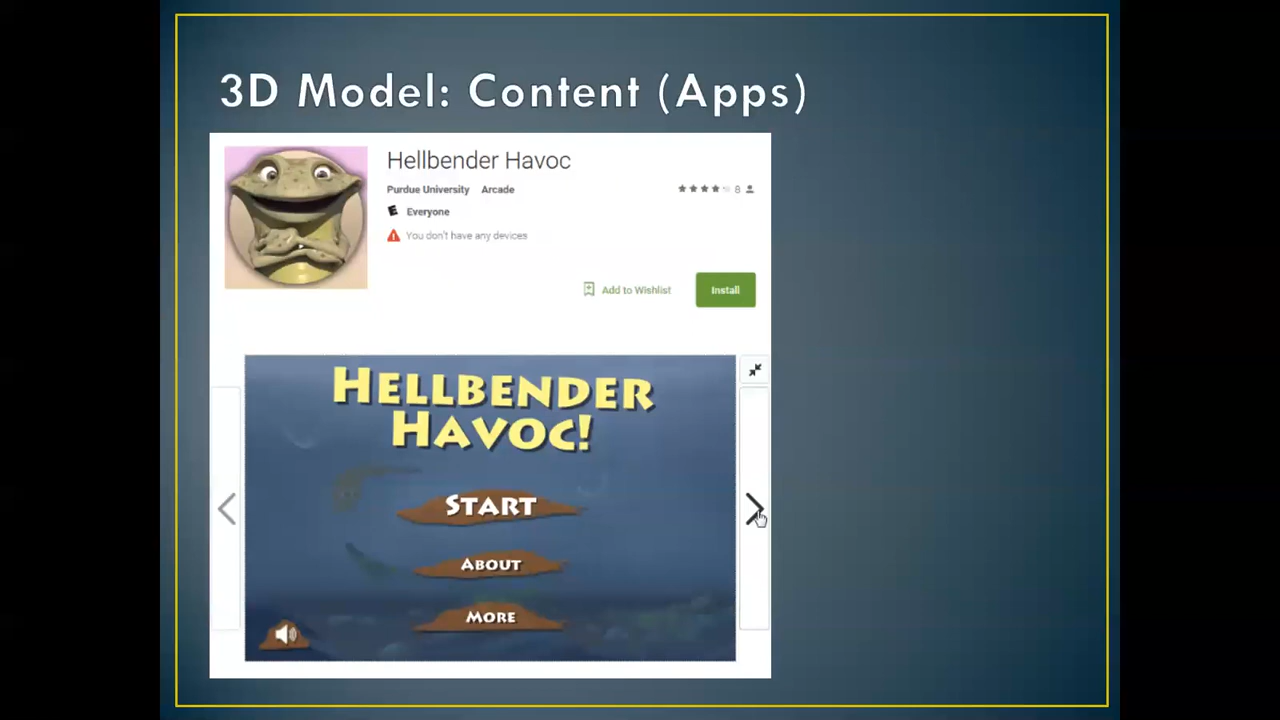 3D Model: Content (Apps)
Hellbender Havoc
Purdue University Arcade 8
E Everyone
! You don't have any devices
Add to Wishlist Install
HELLBENDER
HAVOC!
START
ABOUT
MORE